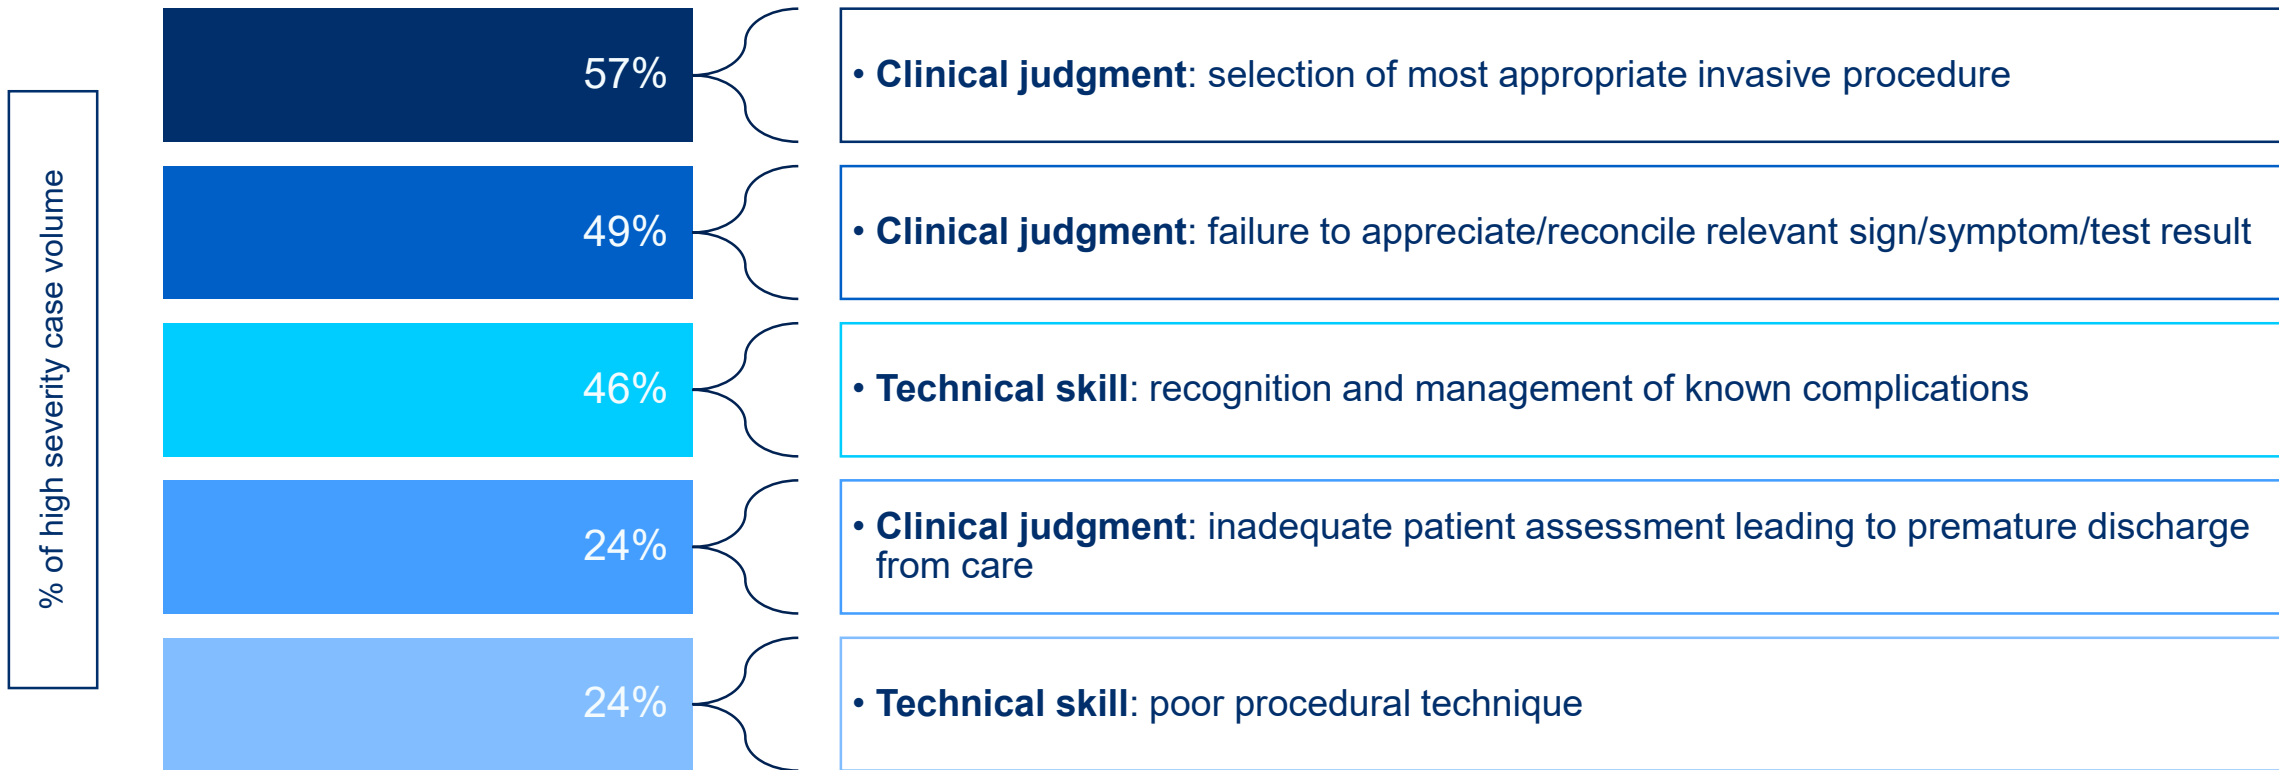 % of high severity case volume
57%
• Clinical judgment: selection of most appropriate invasive procedure
49%
• Clinical judgment: failure to appreciate/reconcile relevant sign/symptom/test result
46%
• Technical skill: recognition and management of known complications
24%
• Clinical judgment: inadequate patient assessment leading to premature discharge
from care
24%
• Technical skill: poor procedural technique